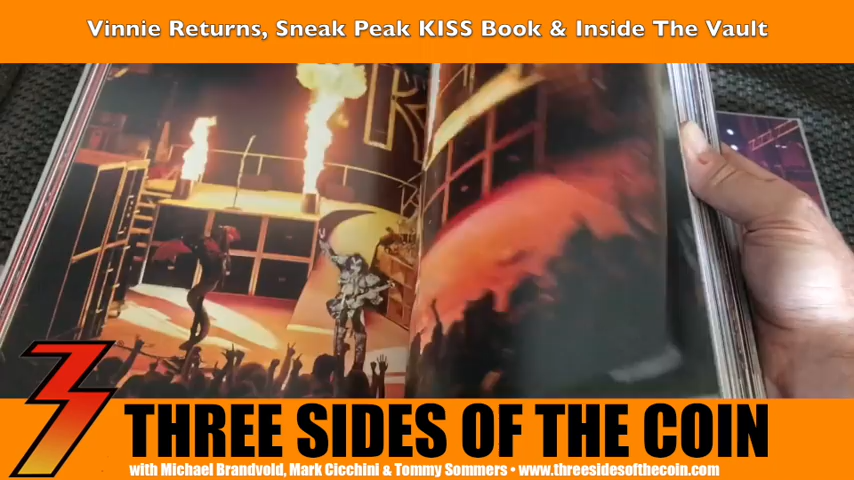 Vinnie Returns, Sneak Peak KISS Book & Inside The Vault
THREE SIDES OF THE COIN
with Michael Brandvold, Mark Cicchini & Tommy Sommers • www.threesidesofthecoin.com